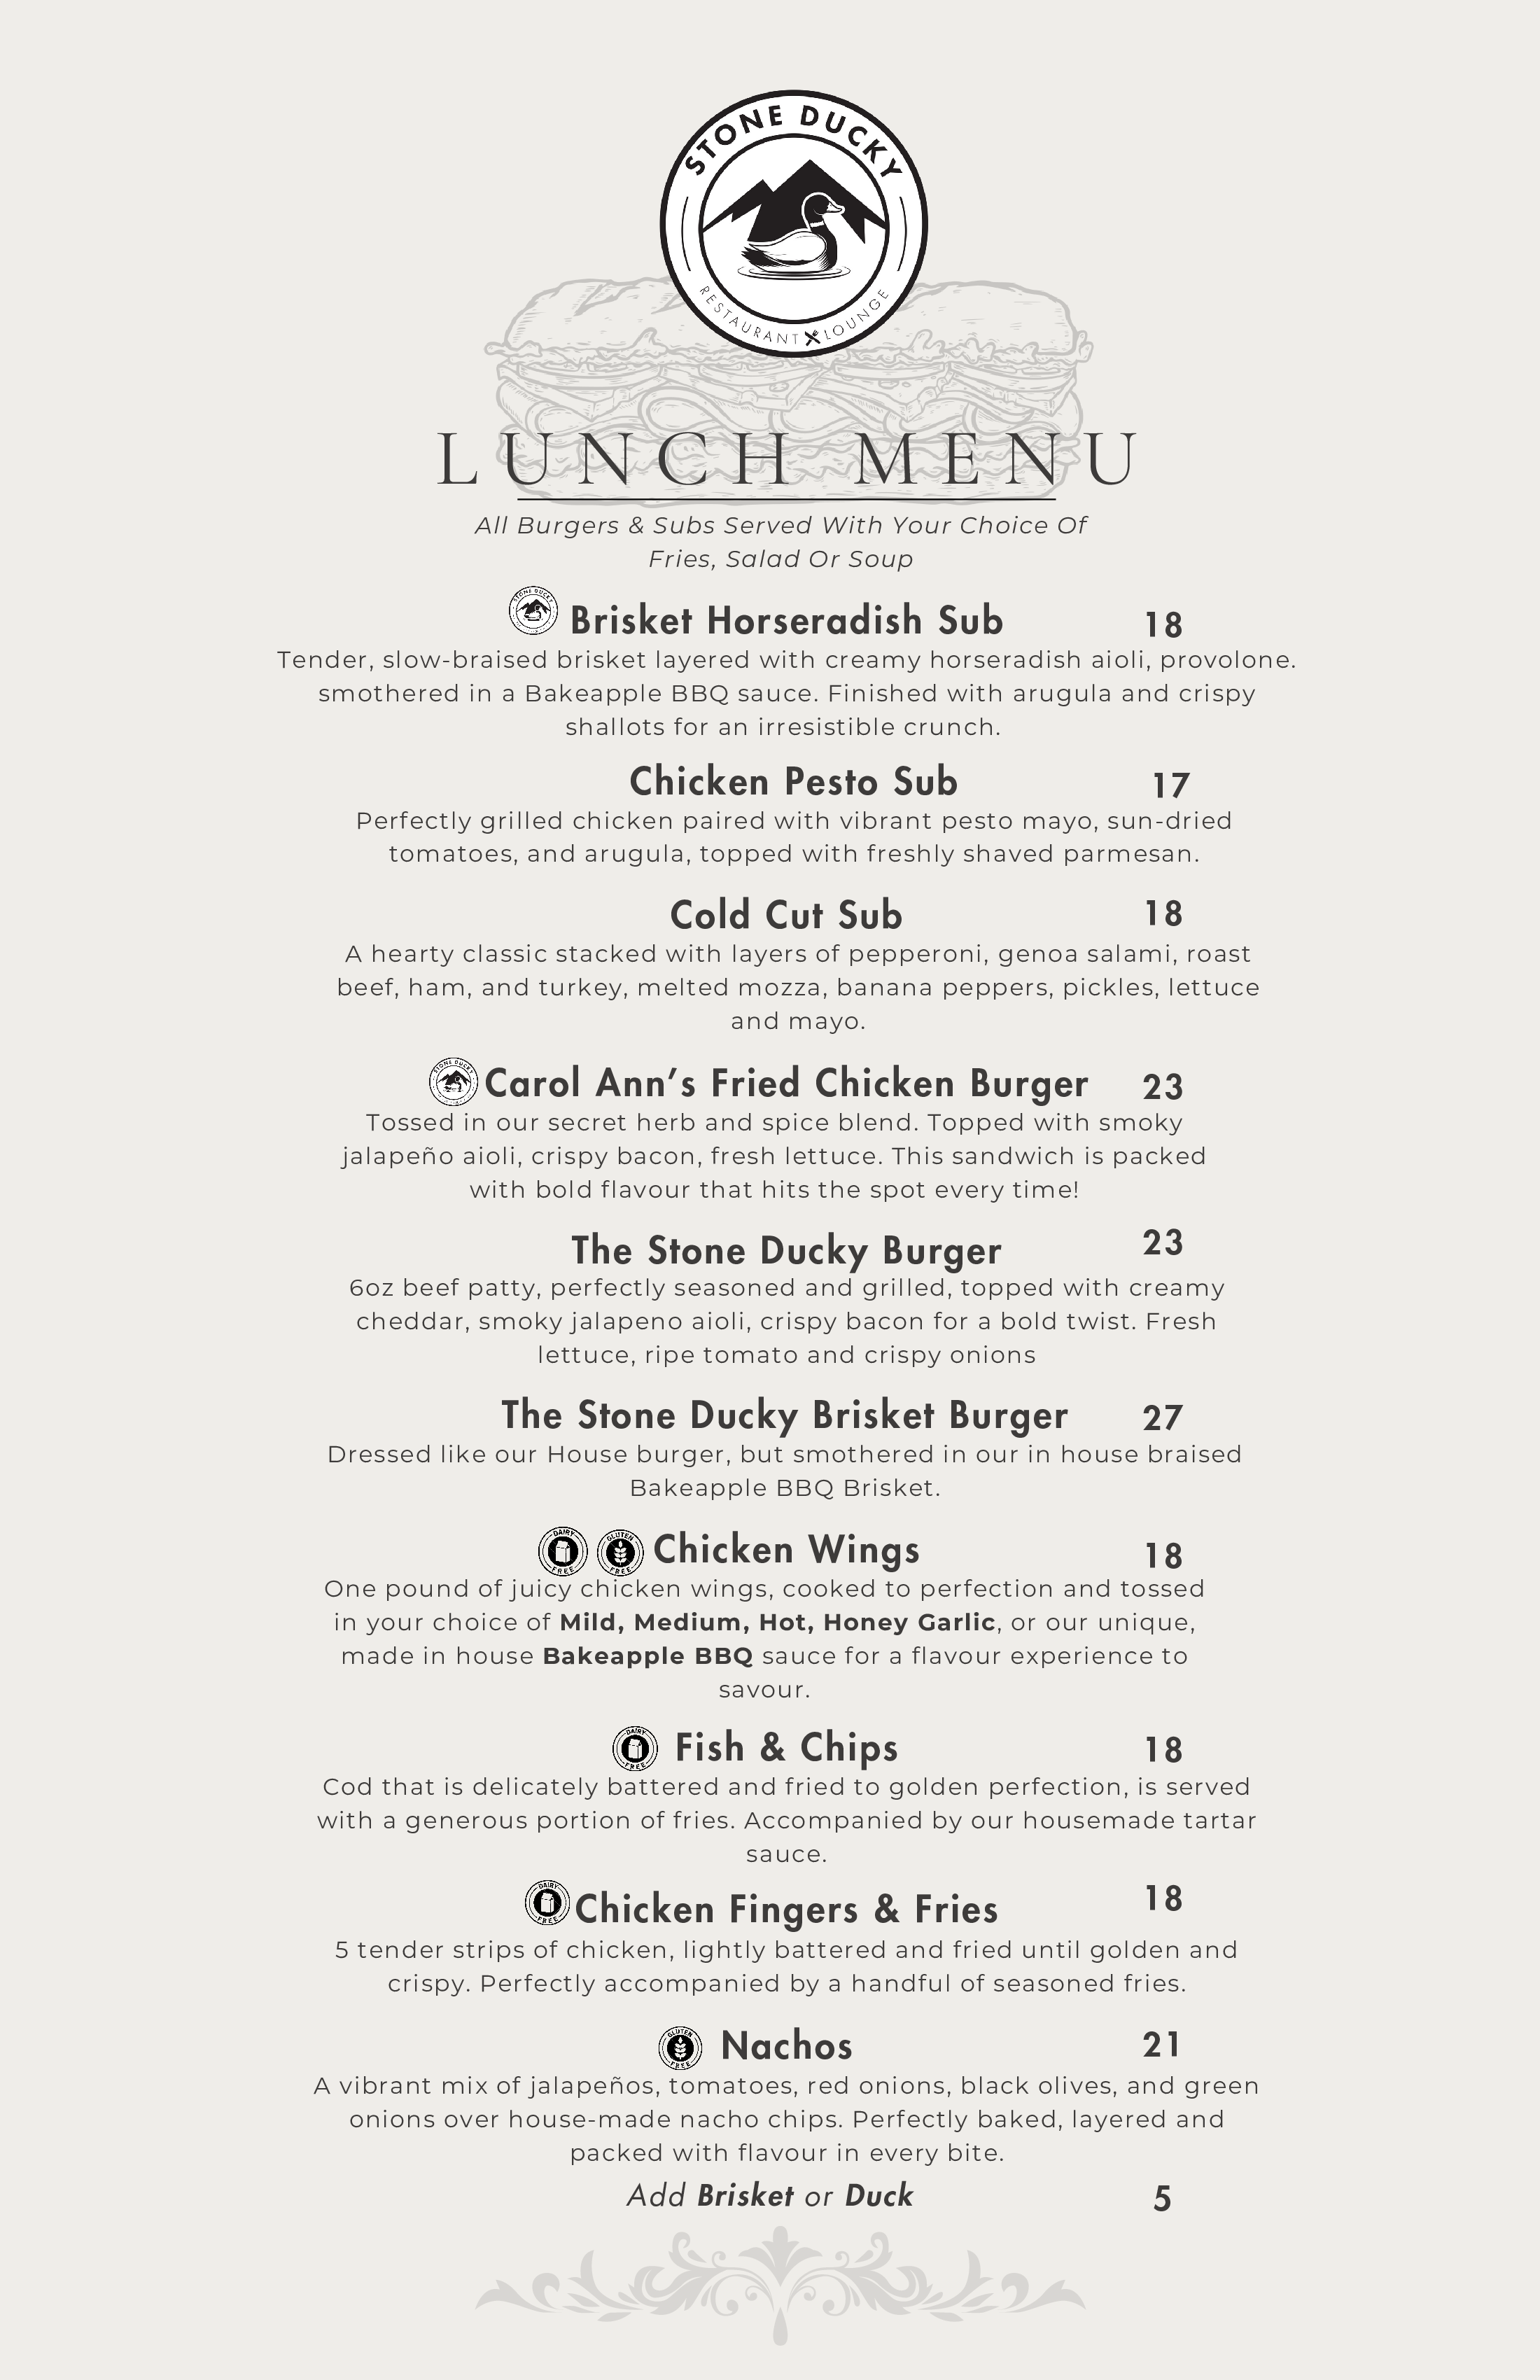 STONE DUCKY
RESTAURANT LOUNGE
LUNCH MENU
All Burgers & Subs Served With Your Choice Of
Fries, Salad Or Soup
STONE DUCKY
Brisket Horseradish Sub 18
Tender, slow-braised brisket layered with creamy horseradish aioli, provolone.
smothered in a Bakeapple BBQ sauce. Finished with arugula and crispy
shallots for an irresistible crunch.
Chicken Pesto Sub 17
Perfectly grilled chicken paired with vibrant pesto mayo, sun-dried
tomatoes, and arugula, topped with freshly shaved parmesan.
Cold Cut Sub 18
A hearty classic stacked with layers of pepperoni, genoa salami, roast
beef, ham, and turkey, melted mozza, banana peppers, pickles, lettuce
and mayo.
STONE DUCKY
Carol Ann’s Fried Chicken Burger 23
Tossed in our secret herb and spice blend. Topped with smoky
jalapeño aioli, crispy bacon, fresh lettuce. This sandwich is packed
with bold flavour that hits the spot every time!
The Stone Ducky Burger 23
6oz beef patty, perfectly seasoned and grilled, topped with creamy
cheddar, smoky jalapeno aioli, crispy bacon for a bold twist. Fresh
lettuce, ripe tomato and crispy onions
The Stone Ducky Brisket Burger 27
Dressed like our House burger, but smothered in our in house braised
Bakeapple BBQ Brisket.
DAIRY FREE GLUTEN FREE Chicken Wings 18
One pound of juicy chicken wings, cooked to perfection and tossed
in your choice of Mild, Medium, Hot, Honey Garlic, or our unique,
made in house Bakeapple BBQ sauce for a flavour experience to
savour.
DAIRY FREE Fish & Chips 18
Cod that is delicately battered and fried to golden perfection, is served
with a generous portion of fries. Accompanied by our housemade tartar
sauce.
DAIRY FREE Chicken Fingers & Fries 18
5 tender strips of chicken, lightly battered and fried until golden and
crispy. Perfectly accompanied by a handful of seasoned fries.
GLUTEN FREE Nachos 21
A vibrant mix of jalapeños, tomatoes, red onions, black olives, and green
onions over house-made nacho chips. Perfectly baked, layered and
packed with flavour in every bite.
Add Brisket or Duck 5